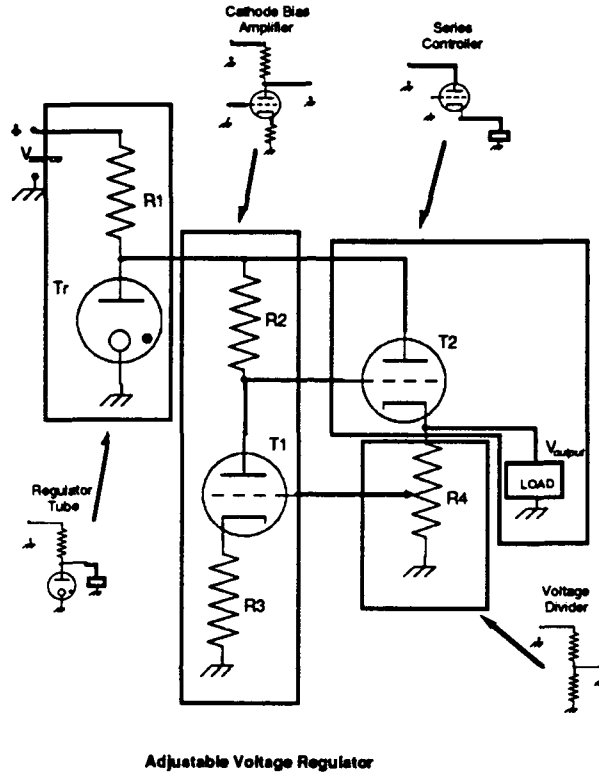 Cathode Bias
Amplifier
Series
Controller
V
R1
Tr
R2
T2
T1
V output
LOAD
R4
Regulator
Tube
R3
Voltage
Divider
Adjustable Voltage Regulator